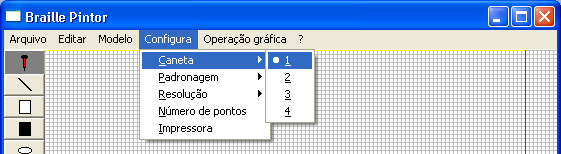 Braille Pintor
Arquivo Editar Modelo Configura Operação gráfica ?
Caneta 1
Padronagem 2
Resolução 3
Número de pontos 4
Impressora